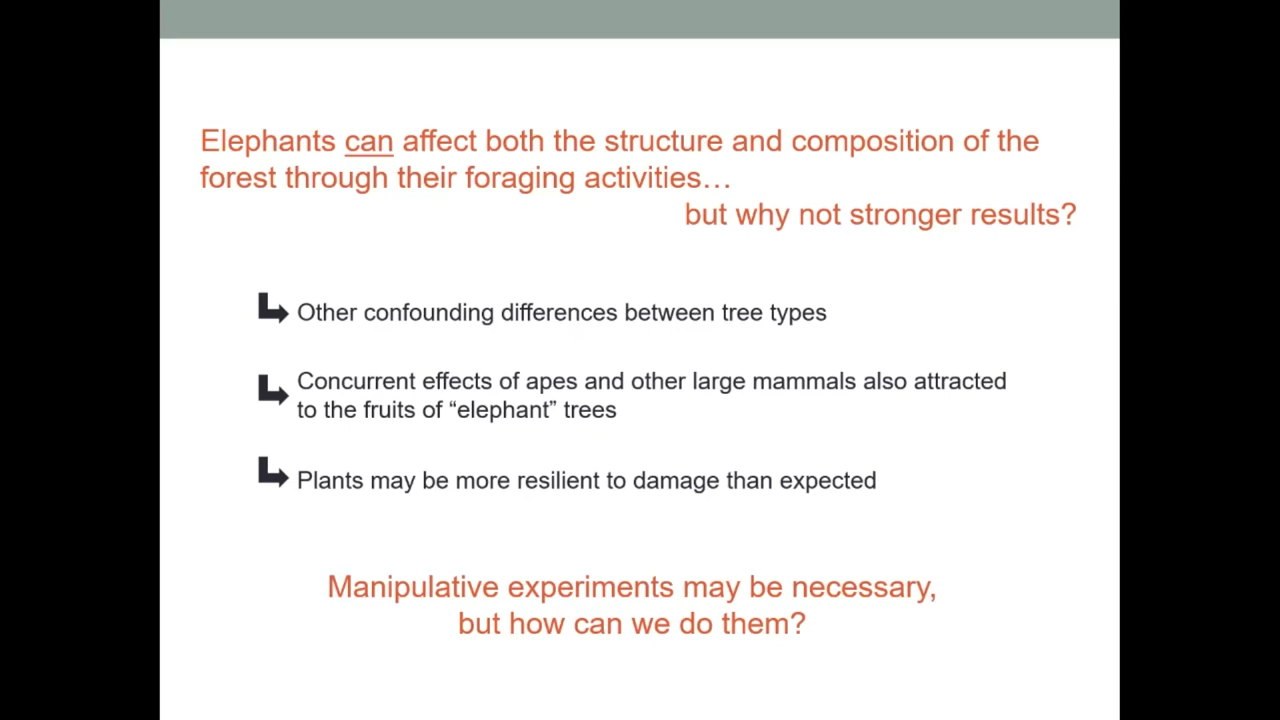 Elephants can affect both the structure and composition of the
forest through their foraging activities…
but why not stronger results?
Other confounding differences between tree types
Concurrent effects of apes and other large mammals also attracted
to the fruits of “elephant” trees
Plants may be more resilient to damage than expected
Manipulative experiments may be necessary,
but how can we do them?